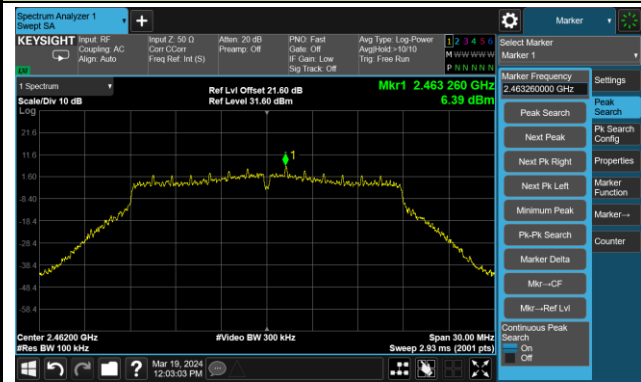 Spectrum Analyzer 1
Swept SA
Marker
KEYSIGHT
Input: RF
Coupling: AC
Align: Auto
Input Z: 50 Ω
Corr CCorr
Freq Ref: Int (S)
Atten: 20 dB
Preamp: Off
PNO: Fast
Gate: Off
IF Gain: Low
Sig Track: Off
Avg Type: Log-Power
Avg|Hold:>10/10
Trig: Free Run
1 2 3 4 5 6
M W W W W W
P N N N N N
Select Marker
Marker 1
1 Spectrum
Scale/Div 10 dB
Log
Ref Lvl Offset 21.60 dB
Ref Level 31.60 dBm
Mkr1 2.463 260 GHz
6.39 dBm
21.6
11.6
1.60
-8.40
-18.4
-28.4
-38.4
-48.4
-58.4
1
Center 2.46200 GHz
#Res BW 100 kHz
#Video BW 300 kHz
Span 30.00 MHz
Sweep 2.93 ms (2001 pts)
Marker Frequency
2.463260000 GHz
Peak Search
Next Peak
Next Pk Right
Next Pk Left
Minimum Peak
Pk-Pk Search
Marker Delta
Mkr→CF
Mkr→Ref Lvl
Continuous Peak
Search
On
Off
Settings
Peak
Search
Pk Search
Config
Properties
Marker
Function
Marker→
Counter
Mar 19, 2024
12:03:03 PM